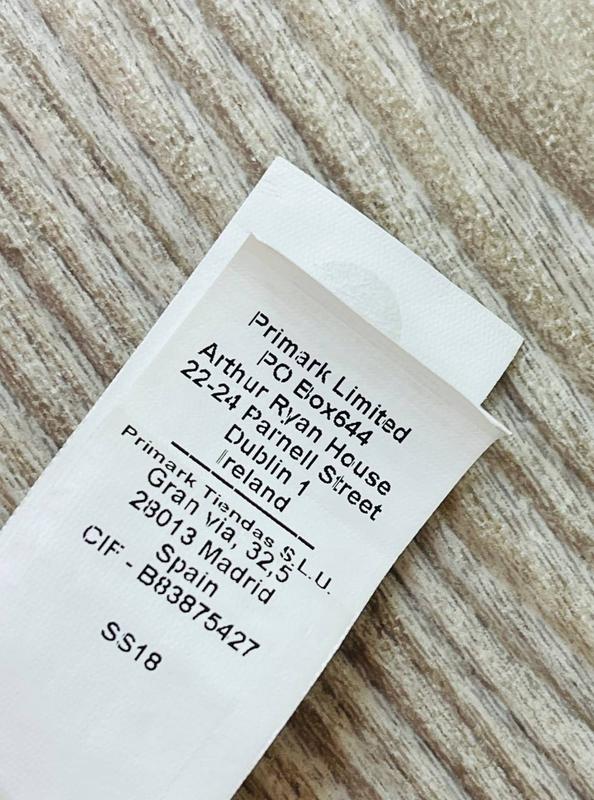 Primark Limited
PO Box644
Arthur Ryan House
22-24 Parnell Street
Dublin 1
Ireland
Primark Tiendas S.L.U.
Gran via, 32,5
28013 Madrid
Spain
CIF - B83875427
SS18